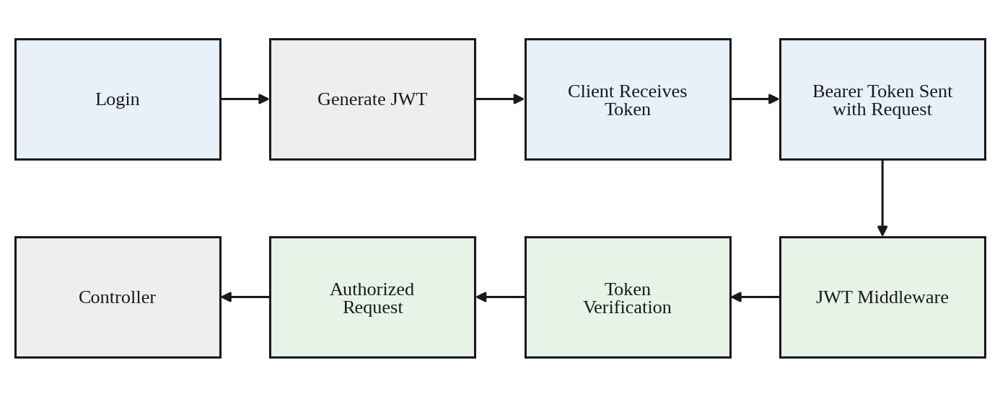 Login
Generate JWT
Client Receives
Token
Bearer Token Sent
with Request
JWT Middleware
Token
Verification
Authorized
Request
Controller